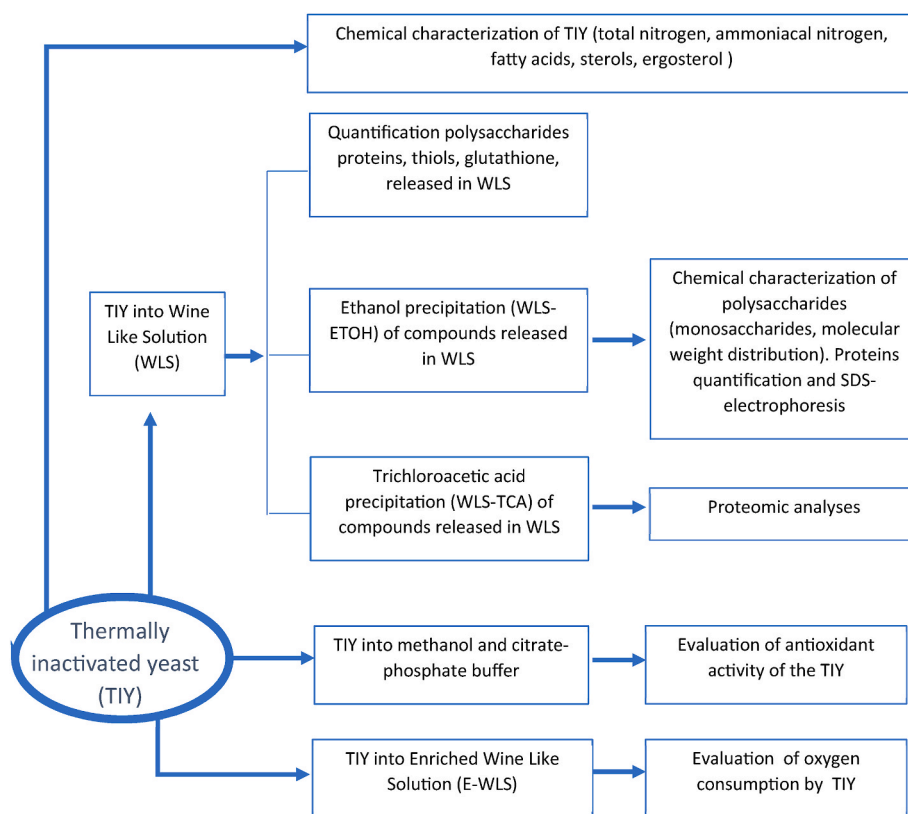 Chemical characterization of TIY (total nitrogen, ammoniacal nitrogen,
fatty acids, sterols, ergosterol )
Quantification polysaccharides
proteins, thiols, glutathione,
released in WLS
TIY into Wine
Like Solution
(WLS)
Ethanol precipitation (WLS-
ETOH) of compounds released
in WLS
Chemical characterization of
polysaccharides
(monosaccharides, molecular
weight distribution). Proteins
quantification and SDS-
electrophoresis
Trichloroacetic acid
precipitation (WLS-TCA) of
compounds released in WLS
Proteomic analyses
Thermally
inactivated yeast
(TIY)
TIY into methanol and citrate-
phosphate buffer
Evaluation of antioxidant
activity of the TIY
TIY into Enriched Wine Like
Solution (E-WLS)
Evaluation of oxygen
consumption by TIY